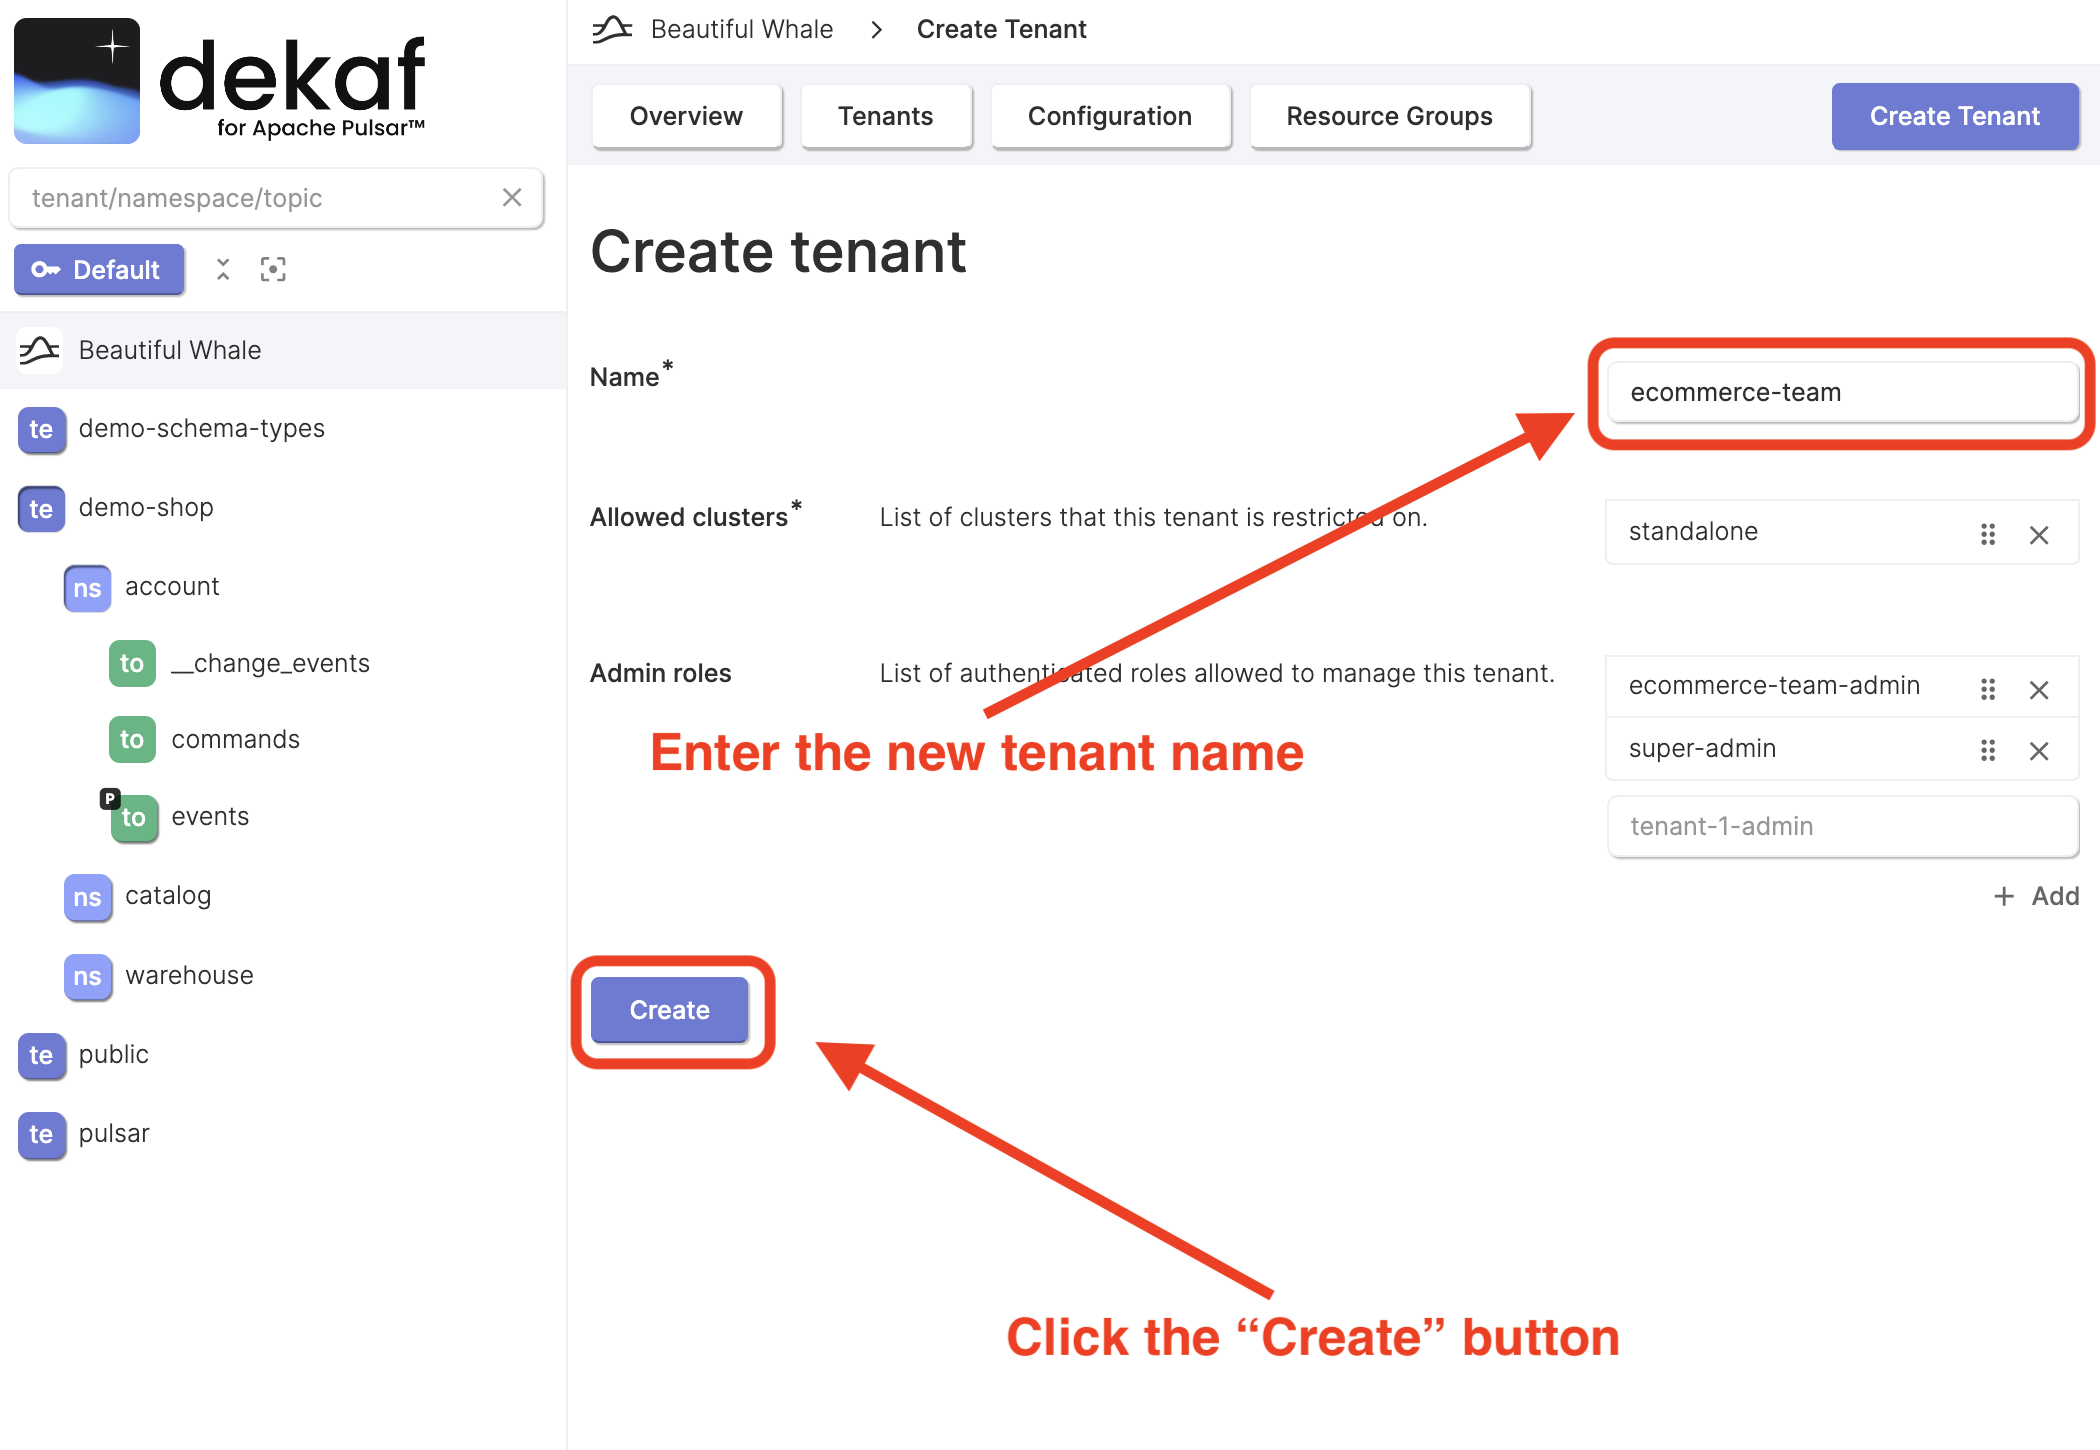 dekaf
for Apache Pulsar™
tenant/namespace/topic
Default
Beautiful Whale
te demo-schema-types
te demo-shop
ns account
to __change_events
to commands
P
to events
ns catalog
ns warehouse
te public
te pulsar
Beautiful Whale > Create Tenant
Overview
Tenants
Configuration
Resource Groups
Create Tenant
Create tenant
Name*
ecommerce-team
Allowed clusters*
List of clusters that this tenant is restricted on.
standalone
Admin roles
List of authenticated roles allowed to manage this tenant.
ecommerce-team-admin
super-admin
tenant-1-admin
+ Add
Enter the new tenant name
Create
Click the “Create” button